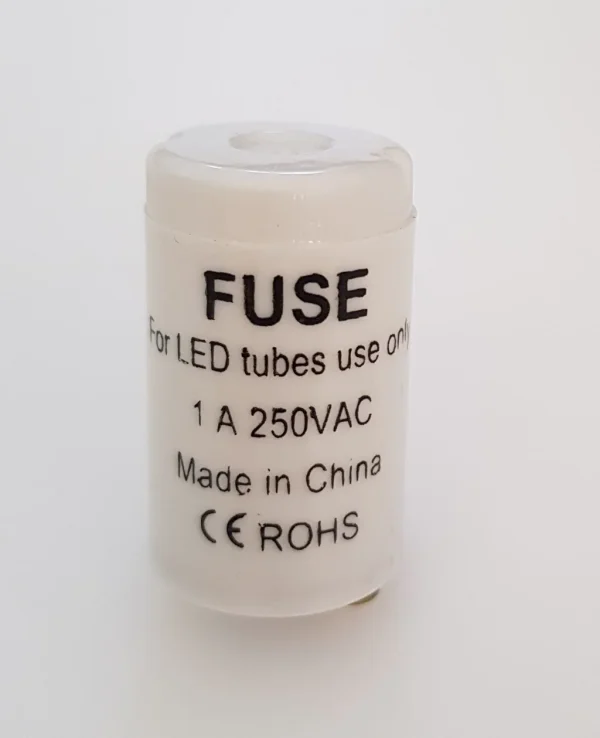 FUSE
For LED tubes use only
1 A 250VAC
Made in China
CE ROHS